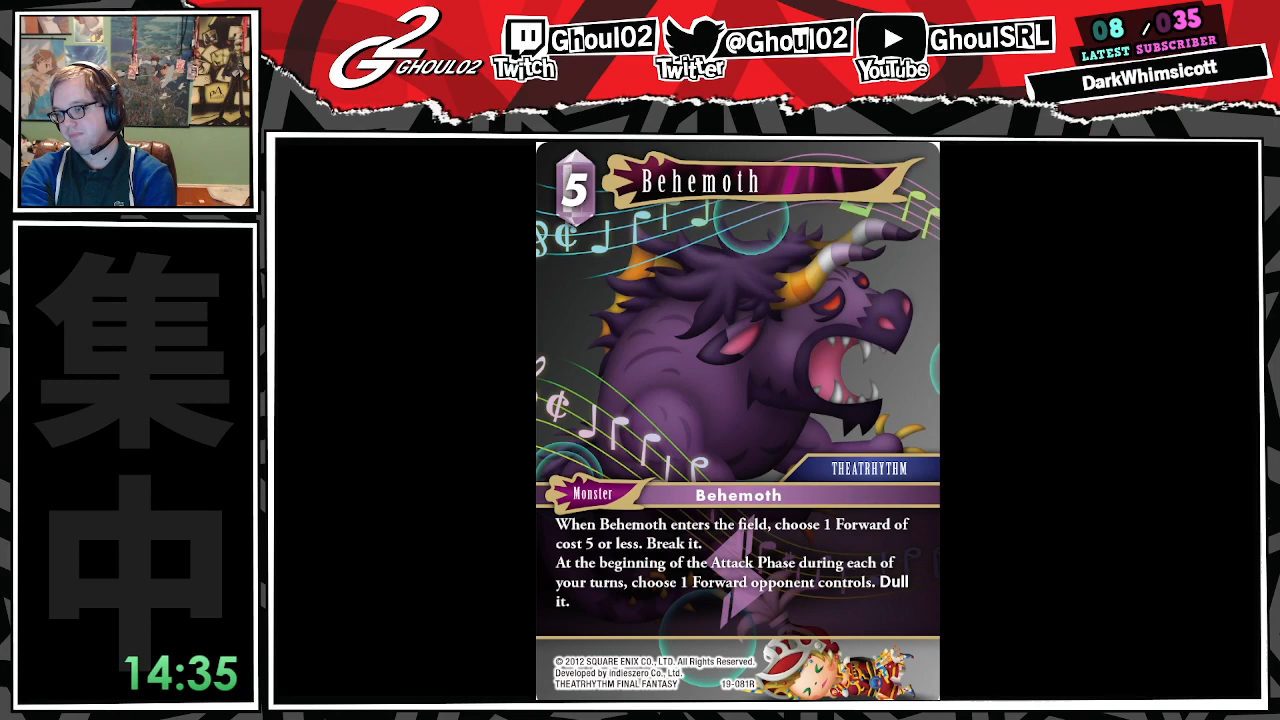 G2
GHOUL02
Ghoul02
Twitch
@Ghoul02
Twitter
GhoulSRL
YouTube
08 / 035
LATEST SUBSCRIBER
DarkWhimsicott
集
中
14:35
5
Behemoth
THEATRHYTHM
Monster
Behemoth
When Behemoth enters the field, choose 1 Forward of
cost 5 or less. Break it.
At the beginning of the Attack Phase during each of
your turns, choose 1 Forward opponent controls. Dull
it.
© 2012 SQUARE ENIX CO., LTD. All Rights Reserved.
Developed by indieszero Co., Ltd.
THEATRHYTHM FINAL FANTASY
19-081R